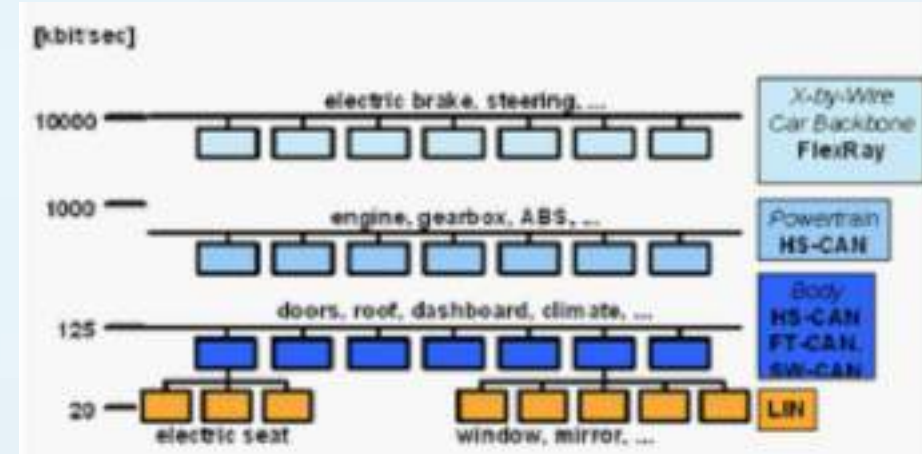 [kbit/sec]
electric brake, steering, ...
10000
X-by-Wire
Car Backbone
FlexRay
1000
engine, gearbox, ABS, ...
Powertrain
HS-CAN
doors, roof, dashboard, climate, ...
125
Body
HS-CAN
FT-CAN,
SW-CAN
20
LIN
electric seat
window, mirror, ...